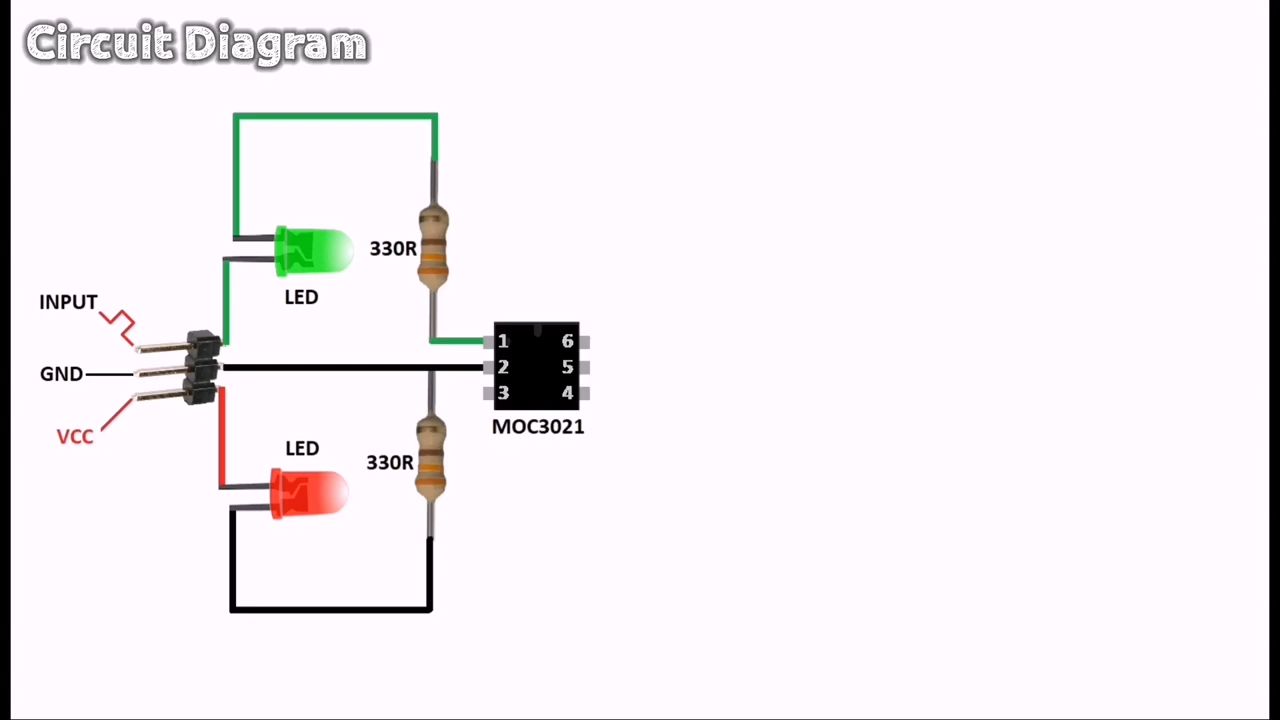 Circuit Diagram
330R
LED
INPUT
1 6
GND
2 5
3 4
MOC3021
VCC
LED
330R